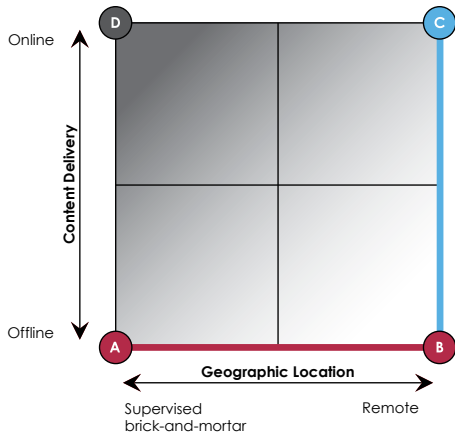 D
C
Online
Content Delivery
Offline
A
B
Geographic Location
Supervised
brick-and-mortar
Remote